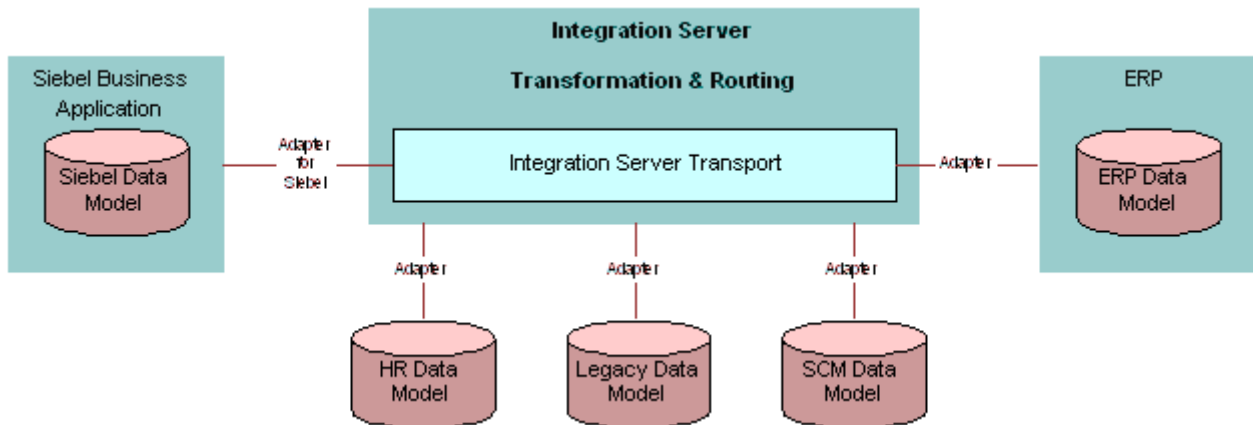 Integration Server
Transformation & Routing
Siebel Business
Application
Siebel Data
Model
Adapter
for
Siebel
Integration Server Transport
Adapter
ERP
ERP Data
Model
Adapter
Adapter
Adapter
HR Data
Model
Legacy Data
Model
SCM Data
Model